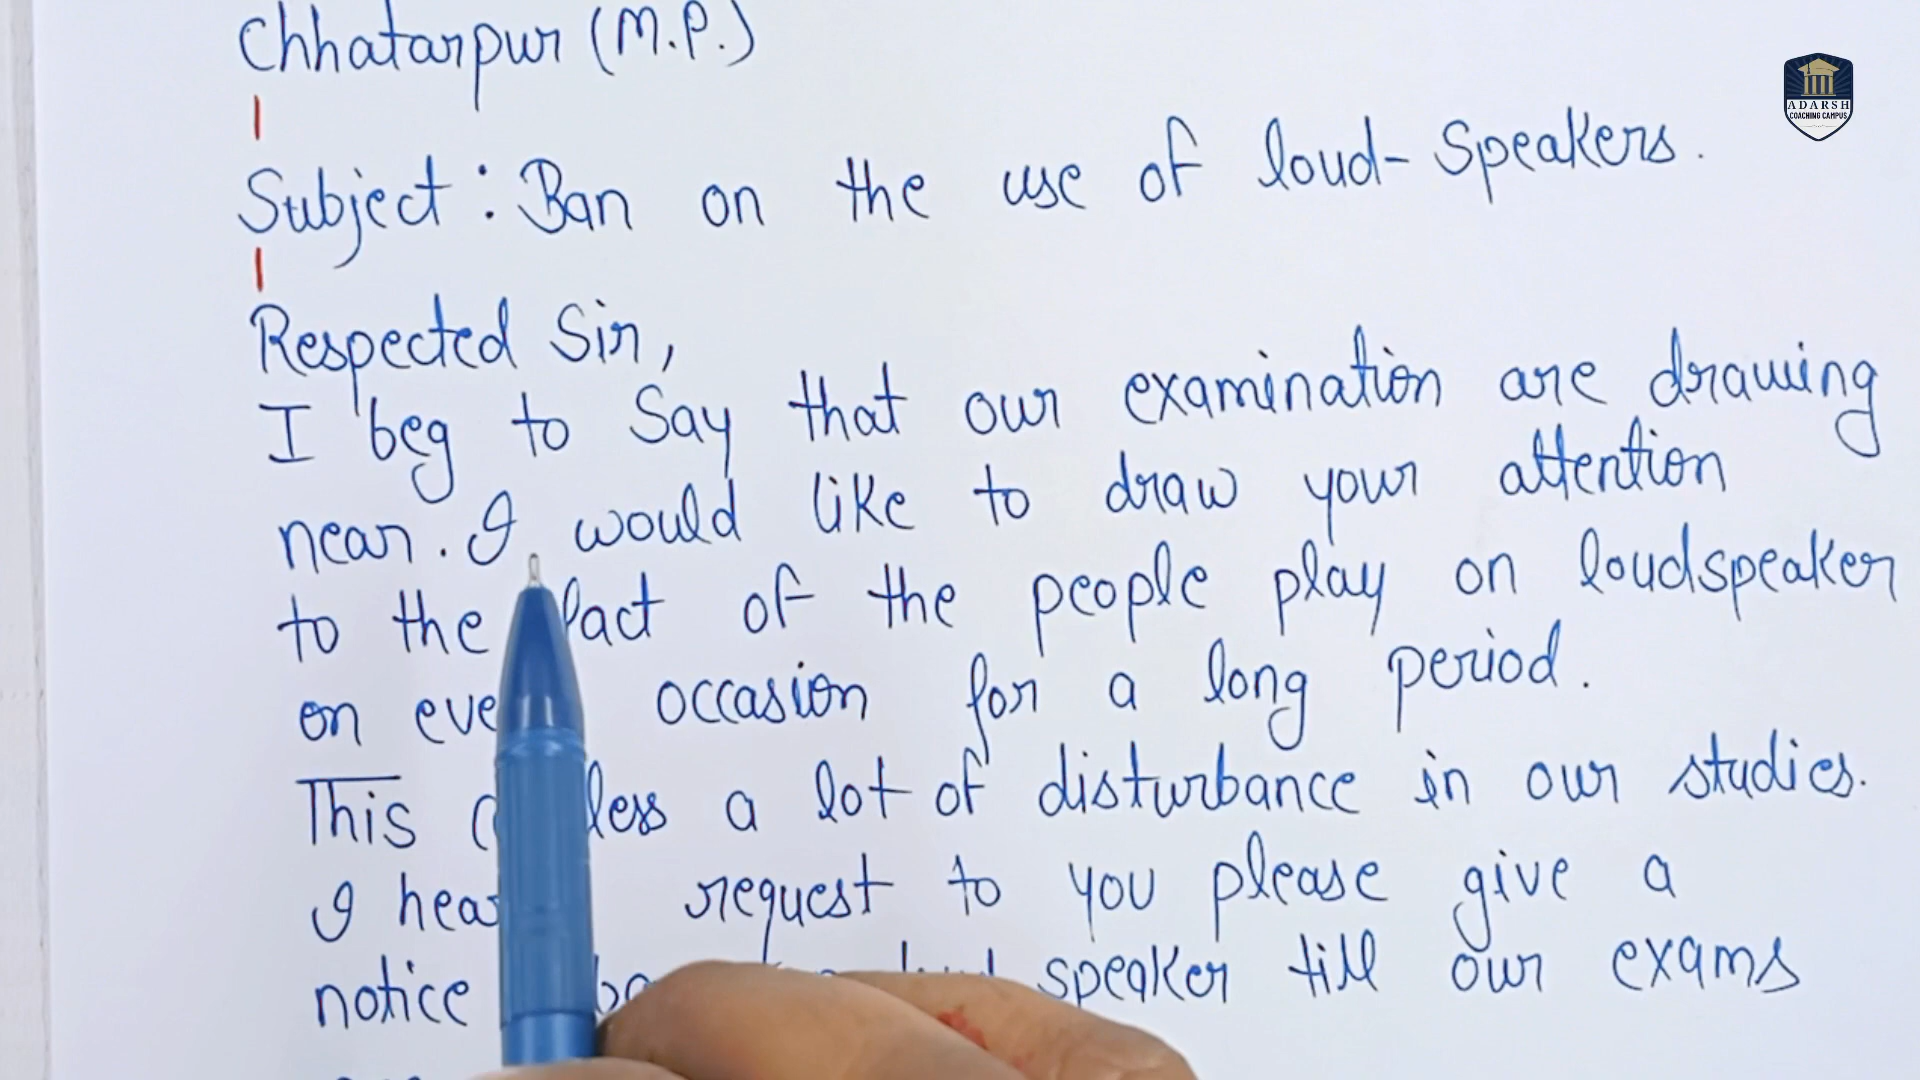 Chhatarpur (M.P.)
ADARSH
COACHING CAMPUS
Subject : Ban on the use of loud-Speakers.
Respected Sir,
I beg to Say that our examination are drawing
near. I would like to draw your attention
to the fact of the people play on loudspeaker
on occasion for a long period.
This a lot of disturbance in our studies.
I request to you please give a
notice speaker till our exams